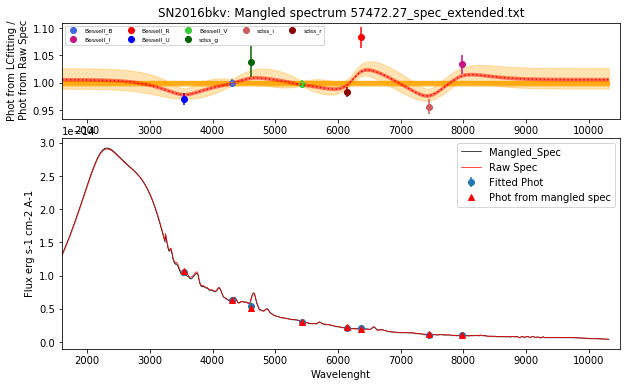 SN2016bkv: Mangled spectrum 57472.27_spec_extended.txt
Phot from LCfitting /
Phot from Raw Spec
1.10
1.05
1.00
0.95
Bessell_B Bessell_R Bessell_V sdss_i sdss_r
Bessell_I Bessell_U sdss_g
2000 3000 4000 5000 6000 7000 8000 9000 10000
1e-14
Flux erg s-1 cm-2 A-1
3.0
2.5
2.0
1.5
1.0
0.5
0.0
Mangled_Spec
Raw Spec
Fitted Phot
Phot from mangled spec
2000 3000 4000 5000 6000 7000 8000 9000 10000
Wavelenght